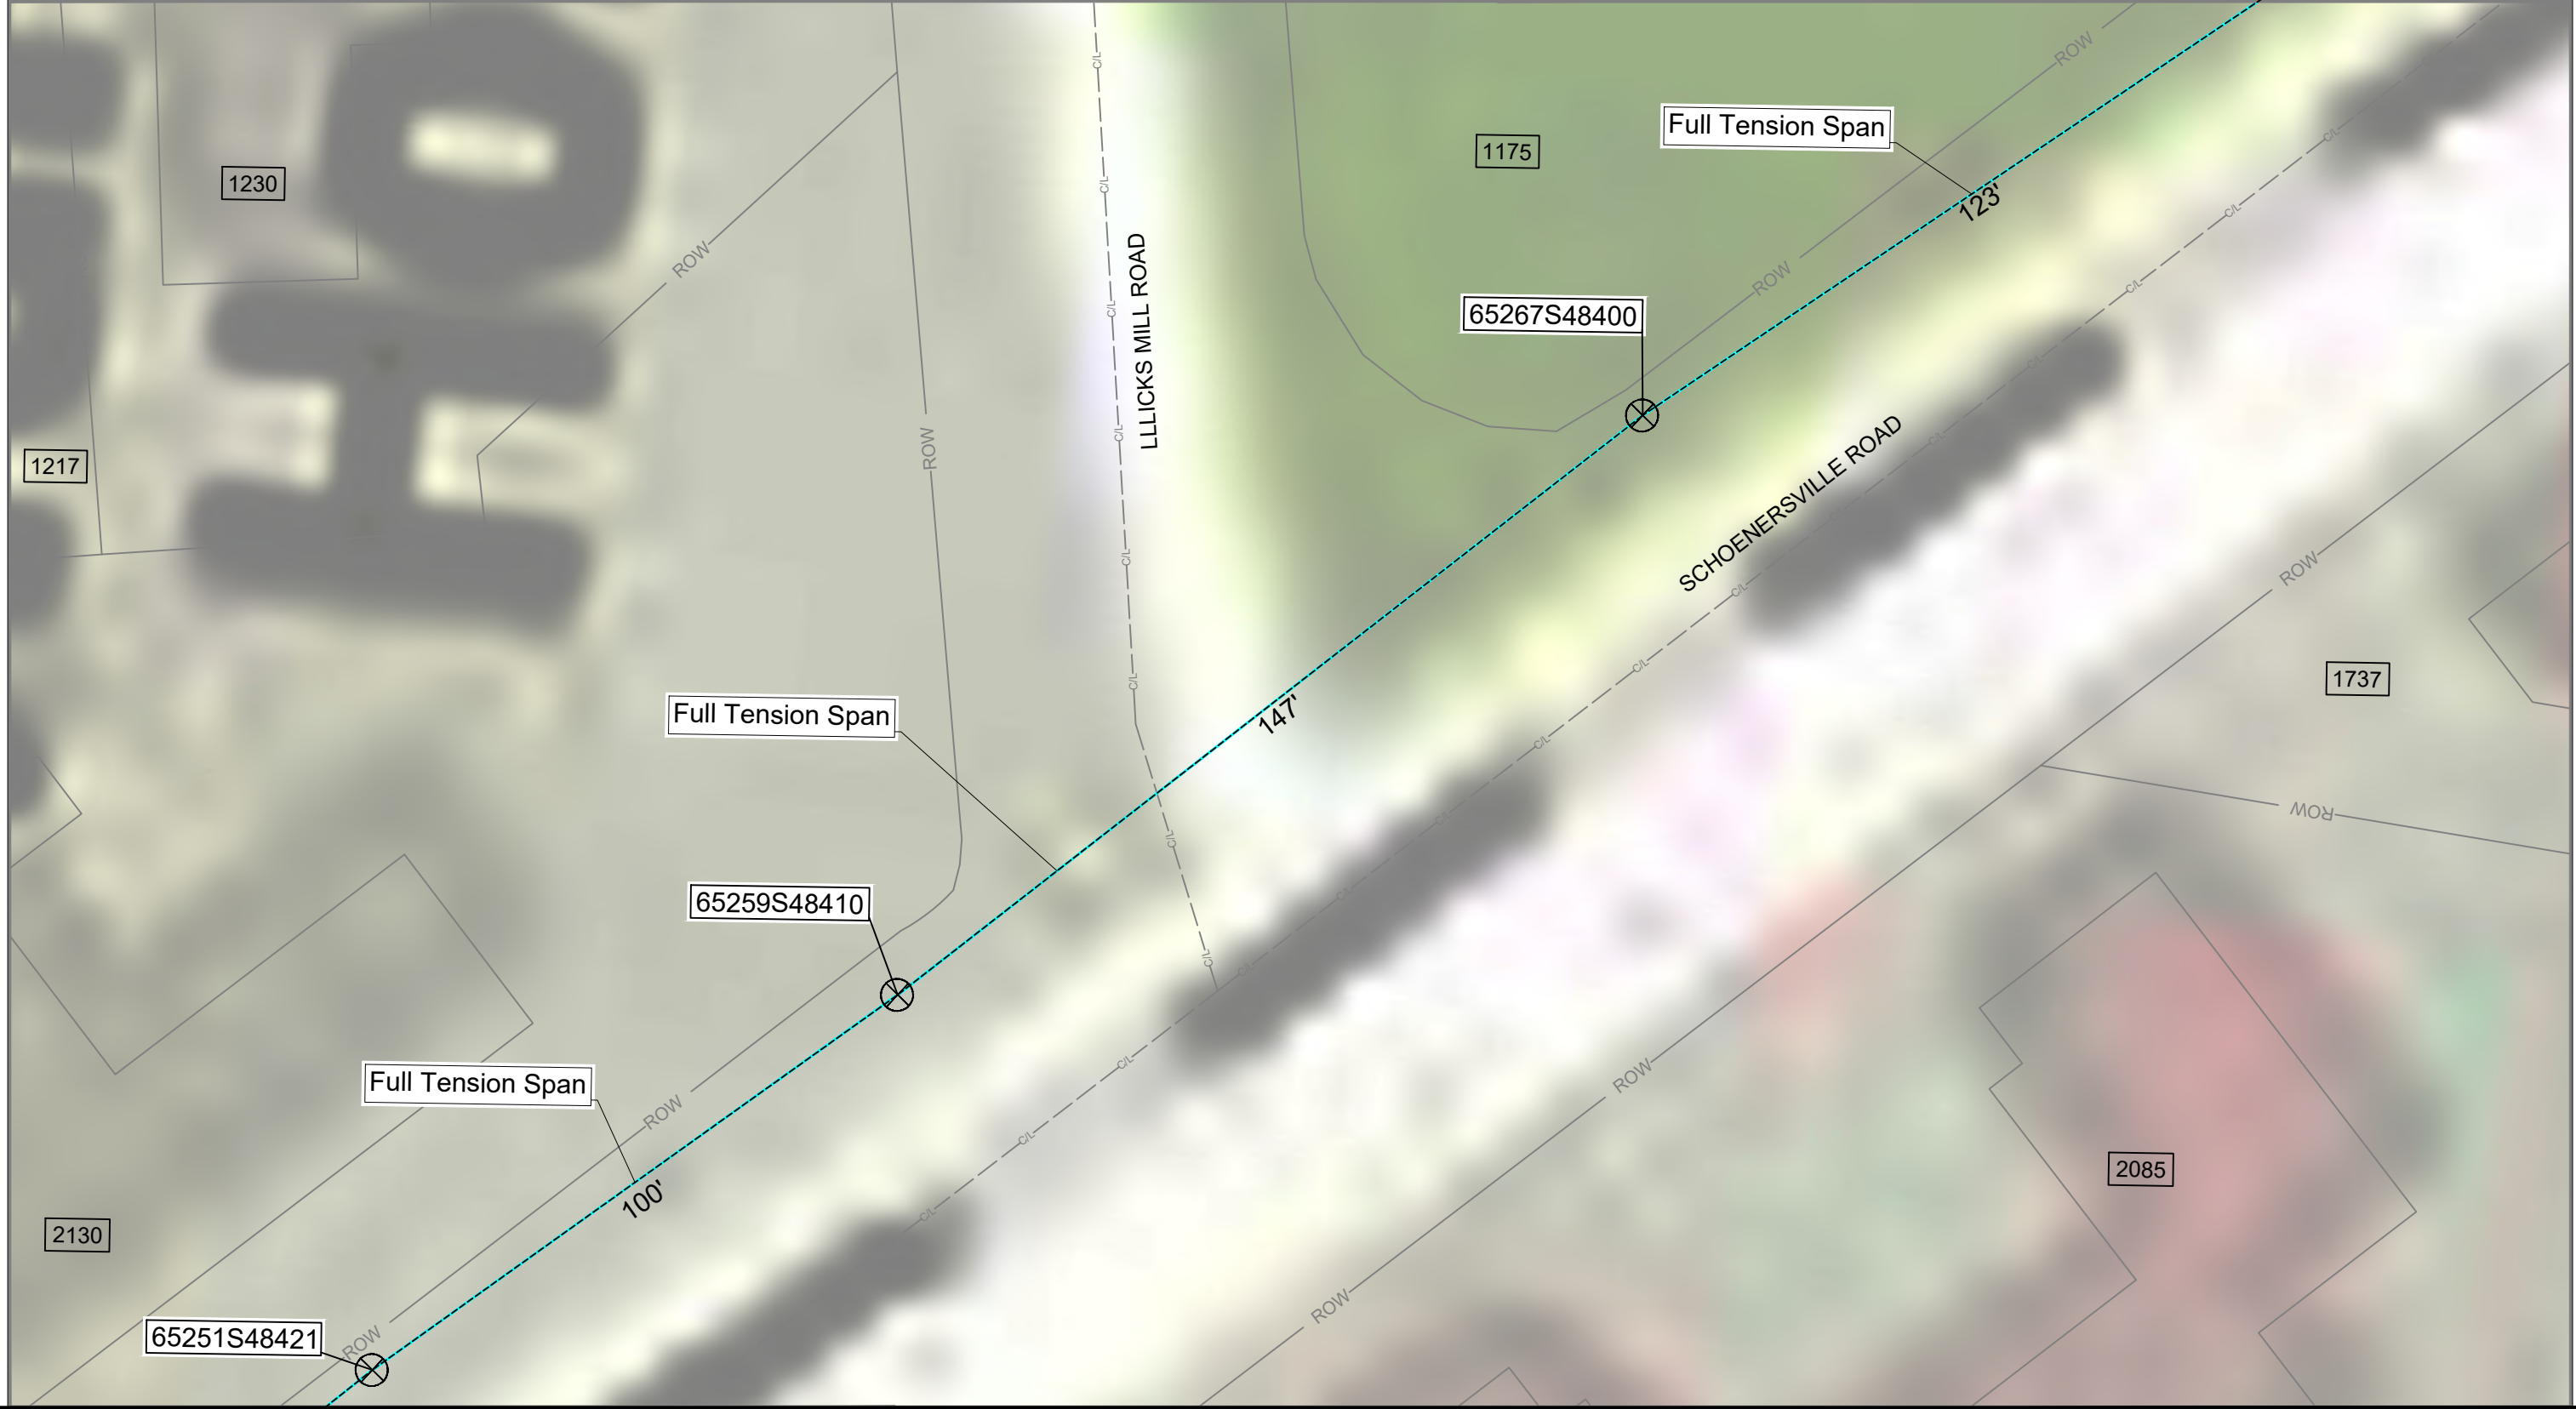 ROW
Full Tension Span
1175
123'
1230
ROW
C/L
C/L
C/L
C/L
C/L
C/L
LLLICKS MILL ROAD
ROW
65267S48400
C/L
C/L
C/L
C/L
C/L
SCHOENERSVILLE ROAD
1217
ROW
ROW
C/L
C/L
C/L
1737
Full Tension Span
147'
C/L
ROW
C/L
C/L
65259S48410
C/L
C/L
C/L
ROW
Full Tension Span
ROW
C/L
2085
100'
C/L
2130
ROW
65251S48421
ROW